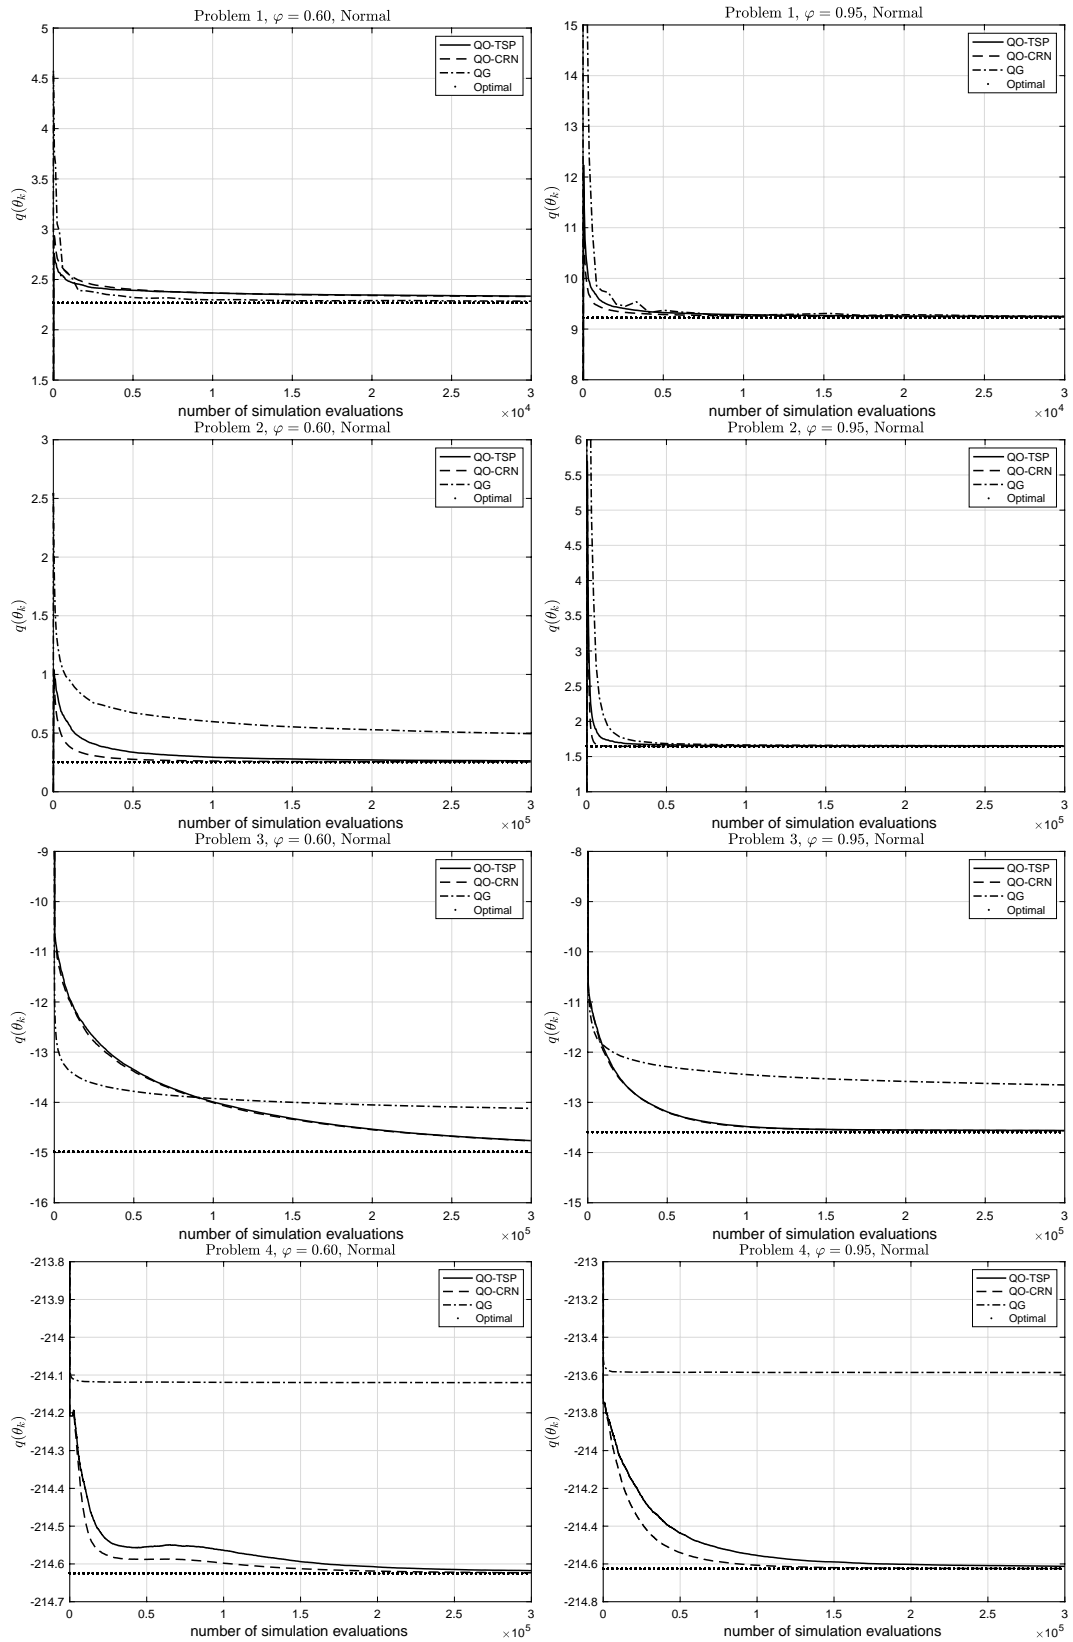 Problem 1, φ = 0.60, Normal
5
4.5
4
3.5
3
2.5
2
1.5
q(θₖ)
QO-TSP
QO-CRN
QG
Optimal
0 0.5 1 1.5 2 2.5 3
number of simulation evaluations ×10⁴
Problem 1, φ = 0.95, Normal
15
14
13
12
11
10
9
8
q(θₖ)
QO-TSP
QO-CRN
QG
Optimal
0 0.5 1 1.5 2 2.5 3
number of simulation evaluations ×10⁴
Problem 2, φ = 0.60, Normal
3
2.5
2
1.5
1
0.5
0
q(θₖ)
QO-TSP
QO-CRN
QG
Optimal
0 0.5 1 1.5 2 2.5 3
number of simulation evaluations ×10⁵
Problem 2, φ = 0.95, Normal
6
5.5
5
4.5
4
3.5
3
2.5
2
1.5
1
q(θₖ)
QO-TSP
QO-CRN
QG
Optimal
0 0.5 1 1.5 2 2.5 3
number of simulation evaluations ×10⁵
Problem 3, φ = 0.60, Normal
-9
-10
-11
-12
-13
-14
-15
-16
q(θₖ)
QO-TSP
QO-CRN
QG
Optimal
0 0.5 1 1.5 2 2.5 3
number of simulation evaluations ×10⁵
Problem 3, φ = 0.95, Normal
-8
-9
-10
-11
-12
-13
-14
-15
q(θₖ)
QO-TSP
QO-CRN
QG
Optimal
0 0.5 1 1.5 2 2.5 3
number of simulation evaluations ×10⁵
Problem 4, φ = 0.60, Normal
-213.8
-213.9
-214
-214.1
-214.2
-214.3
-214.4
-214.5
-214.6
-214.7
q(θₖ)
QO-TSP
QO-CRN
QG
Optimal
0 0.5 1 1.5 2 2.5 3
number of simulation evaluations ×10⁵
Problem 4, φ = 0.95, Normal
-213
-213.2
-213.4
-213.6
-213.8
-214
-214.2
-214.4
-214.6
-214.8
q(θₖ)
QO-TSP
QO-CRN
QG
Optimal
0 0.5 1 1.5 2 2.5 3
number of simulation evaluations ×10⁵